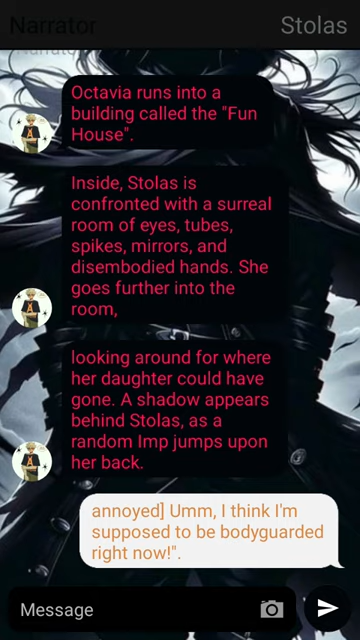 Narrator
Stolas
Narrator
Octavia runs into a
building called the "Fun
House".
Inside, Stolas is
confronted with a surreal
room of eyes, tubes,
spikes, mirrors, and
disembodied hands. She
goes further into the
room,
looking around for where
her daughter could have
gone. A shadow appears
behind Stolas, as a
random Imp jumps upon
her back.
annoyed] Umm, I think I'm
supposed to be bodyguarded
right now!".
Message